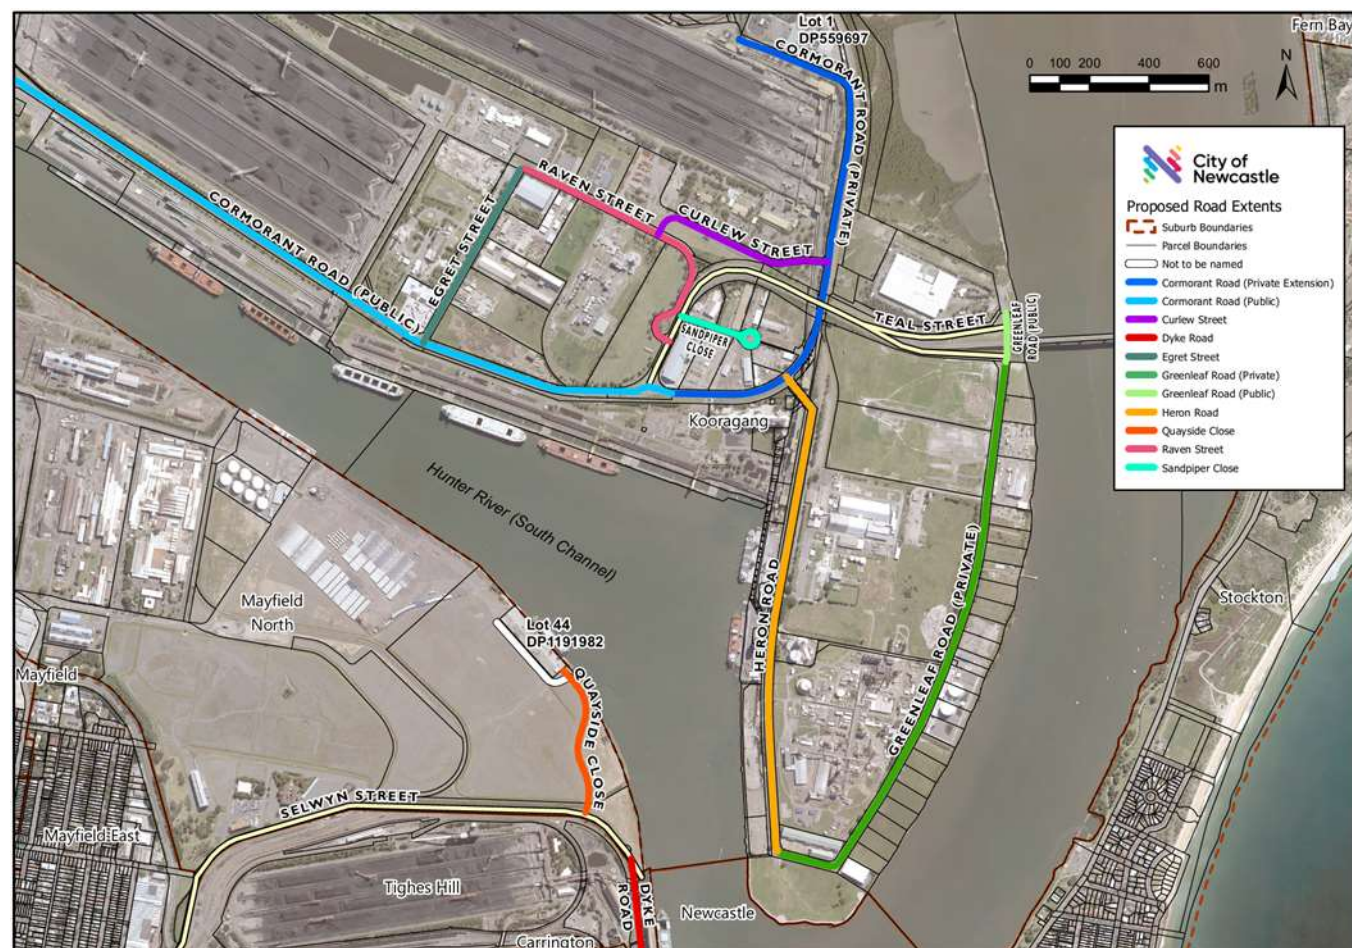 Lot 1
DP559697
Fern Bay
CORMORANT ROAD (PRIVATE)
0 100 200 400 600
m
N
City of
Newcastle
Proposed Road Extents
Suburb Boundaries
Parcel Boundaries
Not to be named
Cormorant Road (Private Extension)
Cormorant Road (Public)
Curlew Street
Dyke Road
Egret Street
Greenleaf Road (Private)
Greenleaf Road (Public)
Heron Road
Quayside Close
Raven Street
Sandpiper Close
RAVEN STREET
CURLEW STREET
CORMORANT ROAD (PUBLIC)
EGRET STREET
SANDPIPER
CLOSE
TEAL STREET
GREENLEAF
ROAD (PUBLIC)
Kooragang
Hunter River (South Channel)
HERON ROAD
GREENLEAF ROAD (PRIVATE)
Stockton
Mayfield
North
Lot 44
DP1191982
QUAYSIDE CLOSE
Mayfield
SELWYN STREET
Mayfield East
Tighes Hill
DYKE
ROAD
Newcastle
Carrington